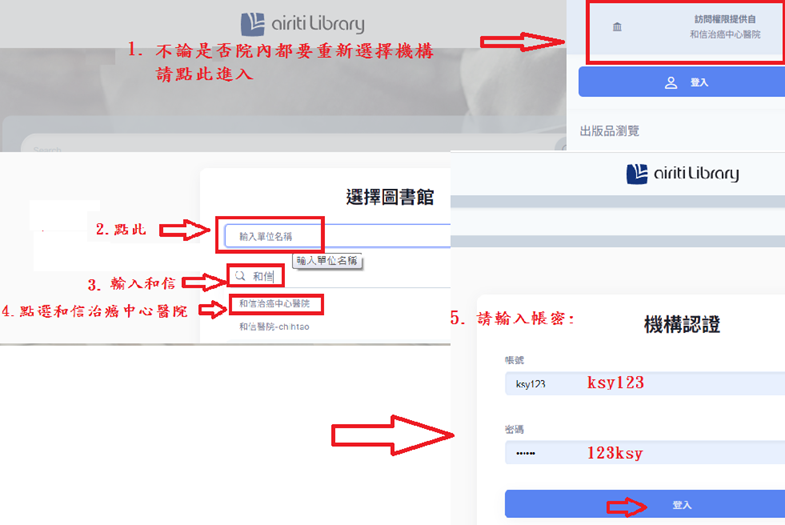 airiti Library
1. 不論是否院內都要重新選擇機構
請點此進入
訪問權限提供自
和信治癌中心醫院
登入
出版品瀏覽
Search
選擇圖書館
2.點此
輸入單位名稱
輸入單位名稱
3. 輸入和信
和信
4.點選和信治癌中心醫院
和信治癌中心醫院
和信醫院-chihtao
airiti Library
5. 請輸入帳密:
機構認證
帳號
ksy123
ksy123
密碼
••••••
123ksy
登入